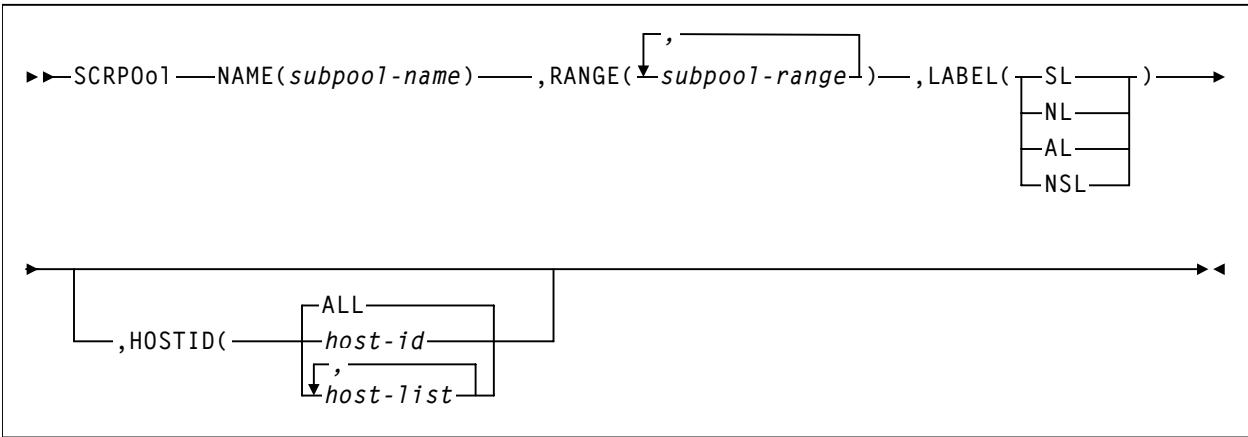 ,
SCRPOol NAME(subpool-name) ,RANGE( subpool-range ) ,LABEL( SL )
NL
AL
NSL
ALL
,HOSTID( host-id
,
host-list